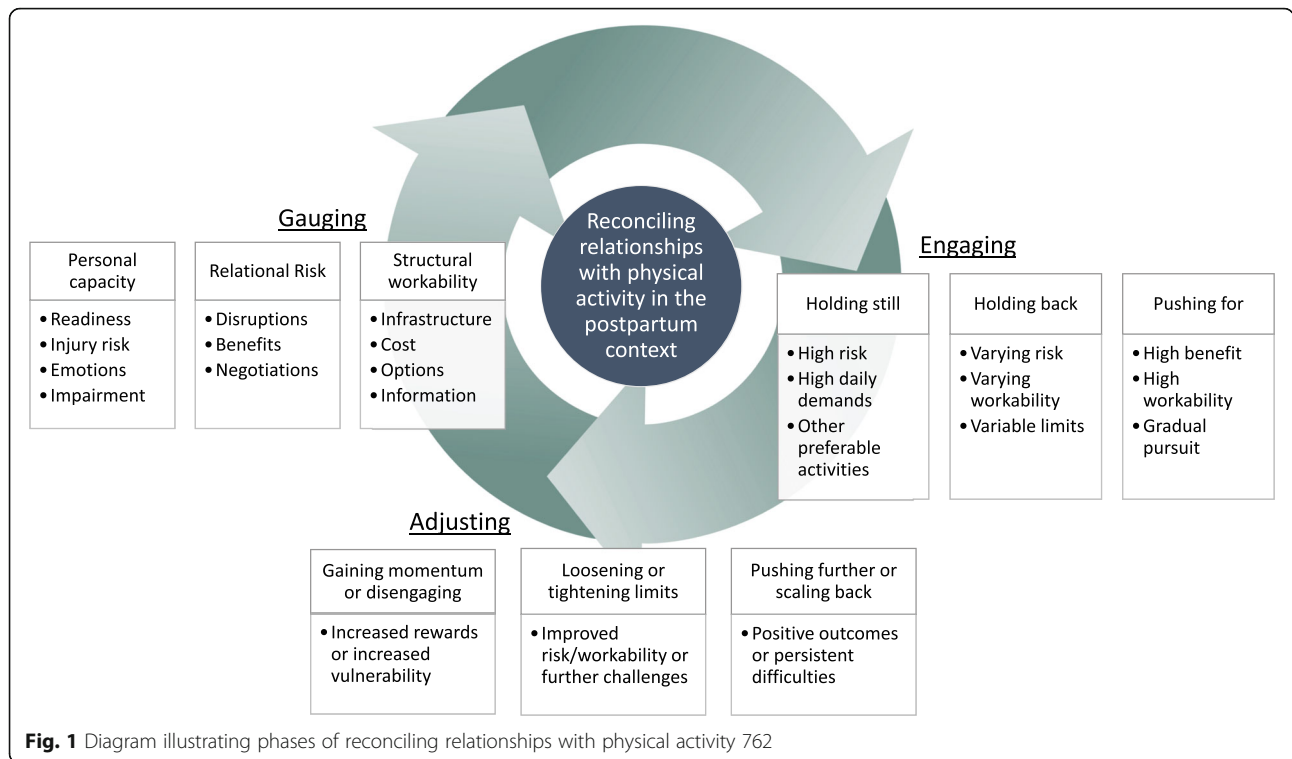 Reconciling
relationships
with physical
activity in the
postpartum
context
Gauging
Personal
capacity
• Readiness
• Injury risk
• Emotions
• Impairment
Relational Risk
• Disruptions
• Benefits
• Negotiations
Structural
workability
• Infrastructure
• Cost
• Options
• Information
Engaging
Holding still
• High risk
• High daily
demands
• Other
preferable
activities
Holding back
• Varying risk
• Varying
workability
• Variable limits
Pushing for
• High benefit
• High
workability
• Gradual
pursuit
Adjusting
Gaining momentum
or disengaging
• Increased rewards
or increased
vulnerability
Loosening or
tightening limits
• Improved
risk/workability or
further challenges
Pushing further or
scaling back
• Positive outcomes
or persistent
difficulties
Fig. 1 Diagram illustrating phases of reconciling relationships with physical activity 762